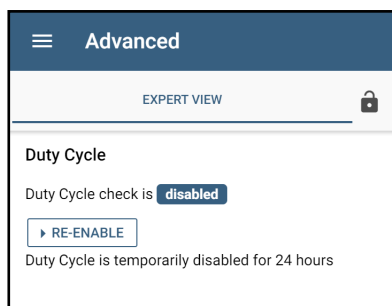 Advanced
EXPERT VIEW
Duty Cycle
Duty Cycle check is disabled
RE-ENABLE
Duty Cycle is temporarily disabled for 24 hours